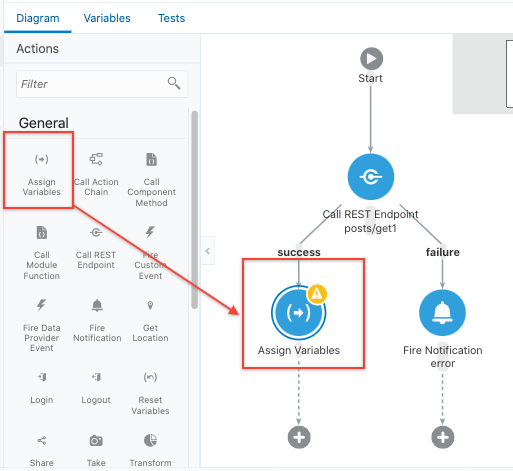 Diagram
Variables
Tests
Actions
Filter
General
Assign
Variables
Call Action
Chain
Call
Component
Method
Call
Module
Function
Call REST
Endpoint
Fire
Custom
Event
Fire Data
Provider
Event
Fire
Notification
Get
Location
Login
Logout
Reset
Variables
Share
Take
Transform
Start
Call REST Endpoint
posts/get1
success
failure
Assign Variables
Fire Notification
error